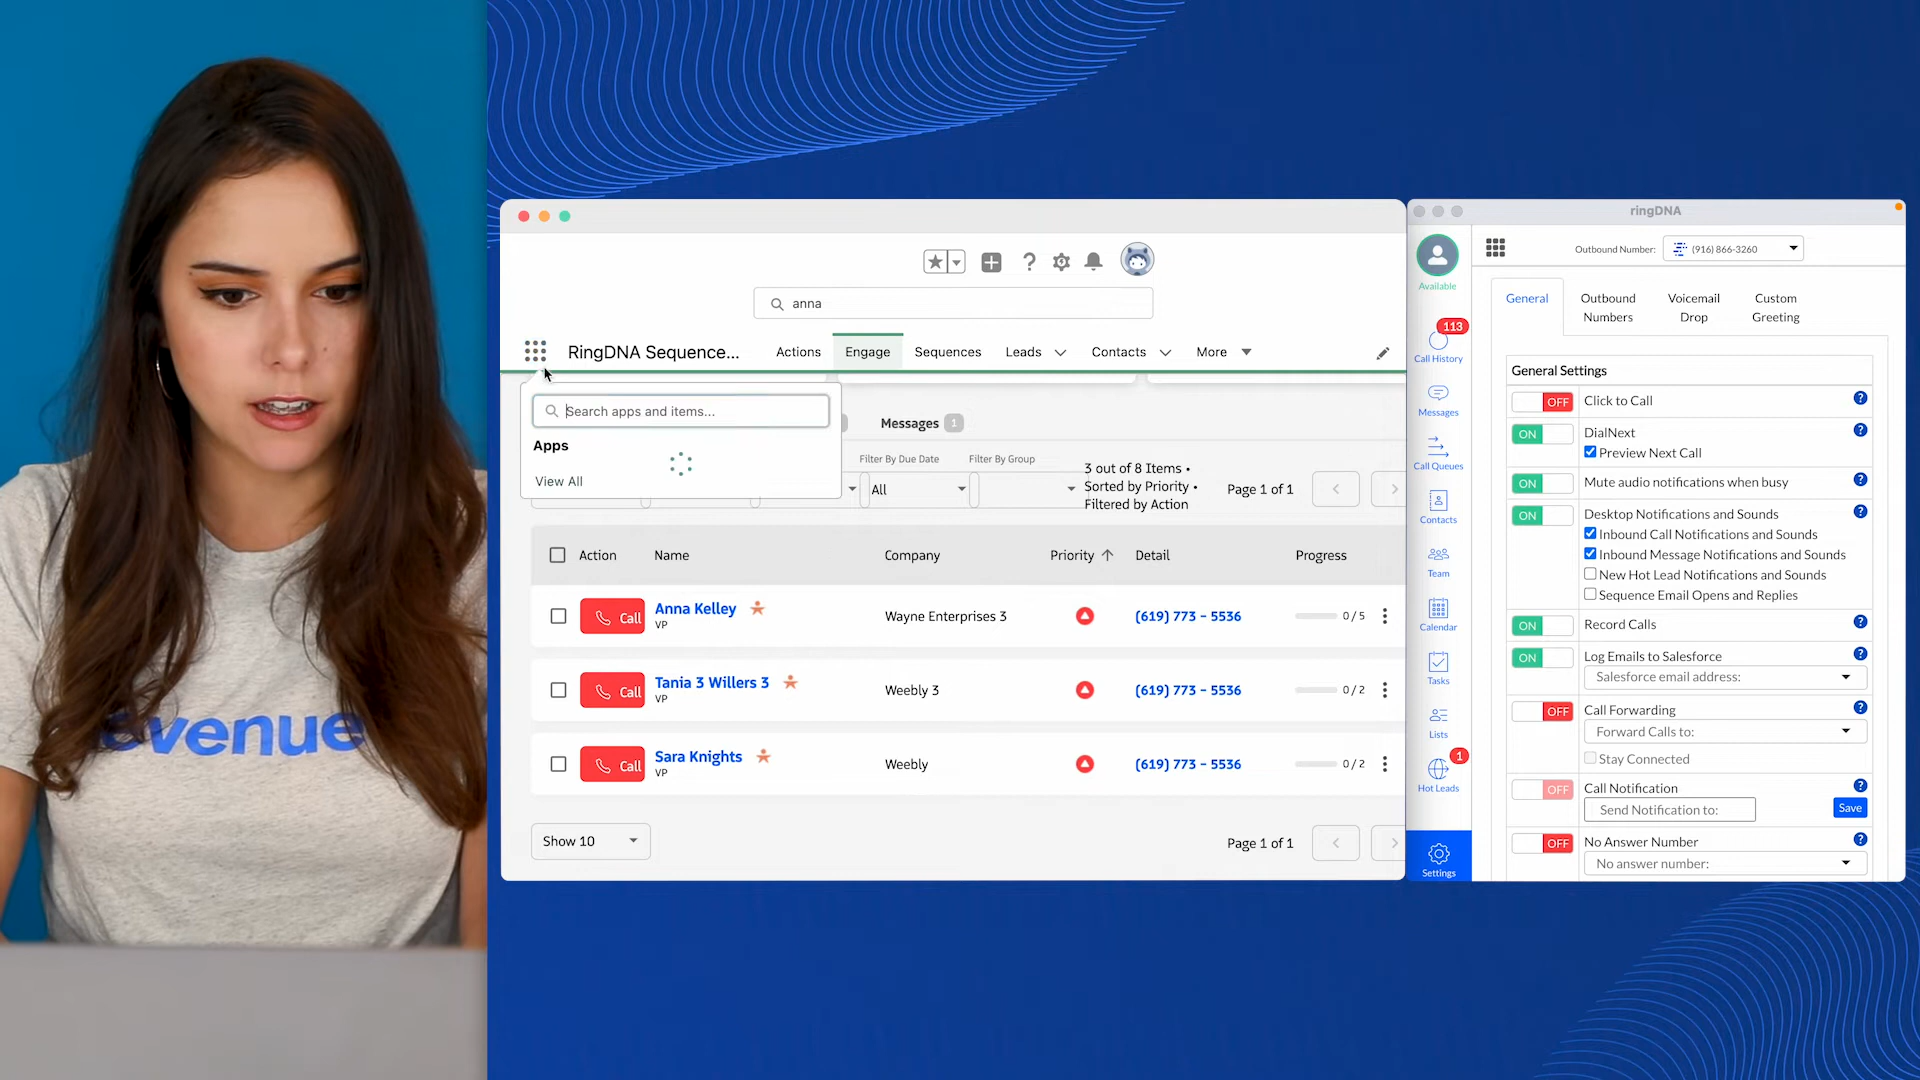 evenue
anna
RingDNA Sequence...
Actions
Engage
Sequences
Leads
Contacts
More
Search apps and items...
Apps
View All
Messages 1
Filter By Due Date
Filter By Group
All
3 out of 8 Items •
Sorted by Priority •
Filtered by Action
Page 1 of 1
Action
Name
Company
Priority
Detail
Progress
Call
Anna Kelley
VP
Wayne Enterprises 3
(619) 773 - 5536
0 / 5
Call
Tania 3 Willers 3
VP
Weebly 3
(619) 773 - 5536
0 / 2
Call
Sara Knights
VP
Weebly
(619) 773 - 5536
0 / 2
Show 10
Page 1 of 1
ringDNA
Available
113
Call History
Messages
Call Queues
Contacts
Team
Calendar
Tasks
Lists
1
Hot Leads
Settings
Outbound Number:
(916) 866-3260
General
Outbound
Numbers
Voicemail
Drop
Custom
Greeting
General Settings
OFF
Click to Call
?
ON
DialNext
?
Preview Next Call
ON
Mute audio notifications when busy
?
ON
Desktop Notifications and Sounds
?
Inbound Call Notifications and Sounds
Inbound Message Notifications and Sounds
New Hot Lead Notifications and Sounds
Sequence Email Opens and Replies
ON
Record Calls
?
ON
Log Emails to Salesforce
?
Salesforce email address:
OFF
Call Forwarding
?
Forward Calls to:
Stay Connected
OFF
Call Notification
?
Send Notification to:
Save
OFF
No Answer Number
?
No answer number: